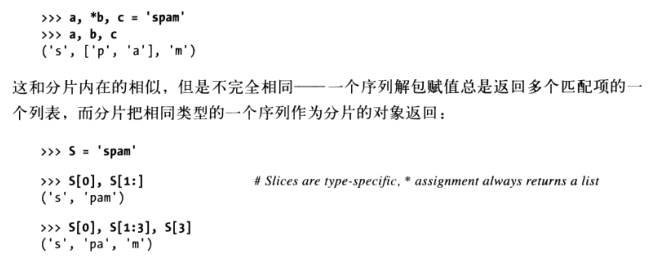 >>> a, *b, c = 'spam'
>>> a, b, c
('s', ['p', 'a'], 'm')
这和分片内在的相似，但是不完全相同——一个序列解包赋值总是返回多个匹配项的一
个列表，而分片把相同类型的一个序列作为分片的对象返回：
>>> S = 'spam'
>>> S[0], S[1:] # Slices are type-specific, * assignment always returns a list
('s', 'pam')
>>> S[0], S[1:3], S[3]
('s', 'pa', 'm')